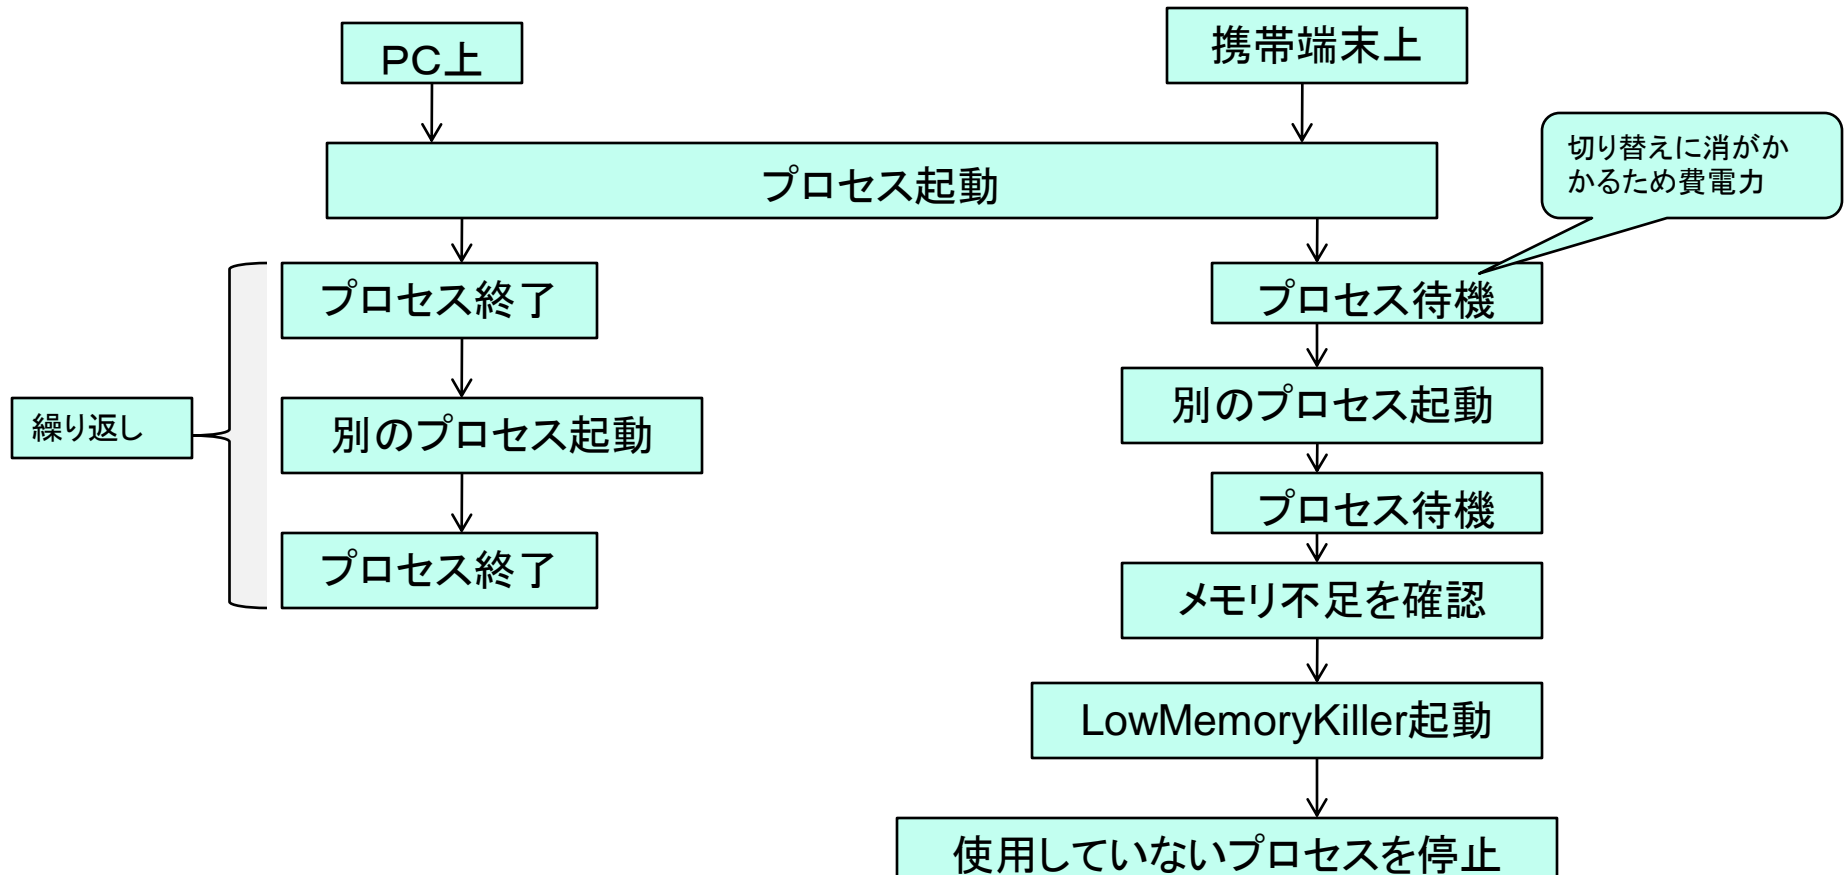 PC上
携帯端末上
プロセス起動
切り替えに消がか
かるため費電力
プロセス終了
別のプロセス起動
プロセス終了
繰り返し
プロセス待機
別のプロセス起動
プロセス待機
メモリ不足を確認
LowMemoryKiller起動
使用していないプロセスを停止